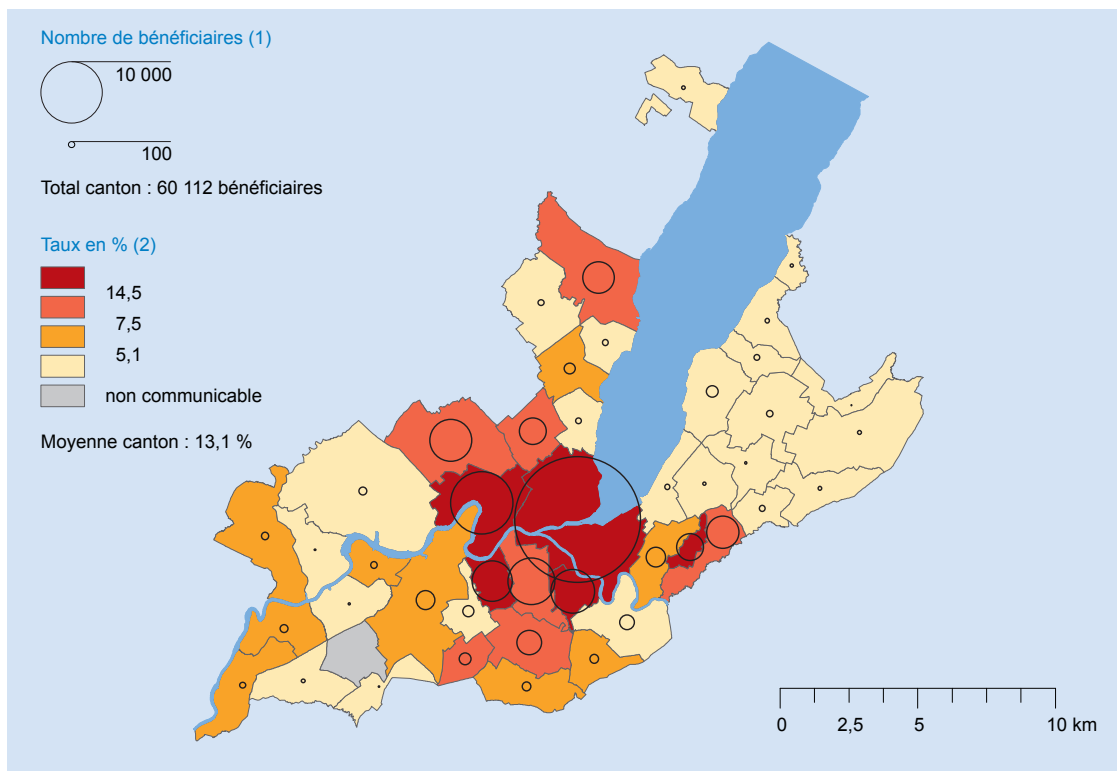 Nombre de bénéficiaires (1)
10 000
100
Total canton : 60 112 bénéficiaires
Taux en % (2)
14,5
7,5
5,1
non communicable
Moyenne canton : 13,1 %
0 2,5 5 10 km